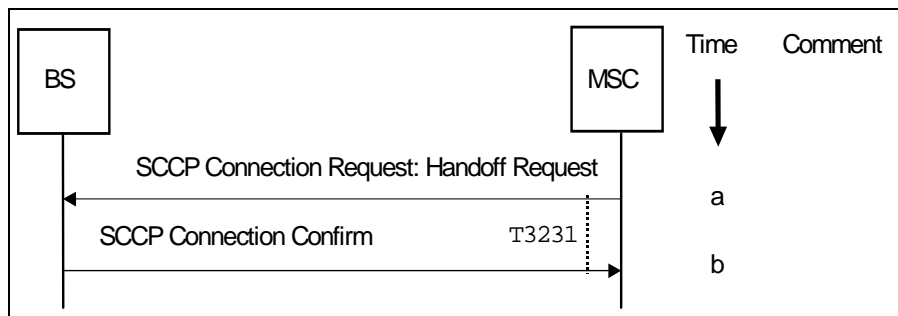 Time Comment
BS MSC
SCCP Connection Request: Handoff Request
a
SCCP Connection Confirm T3231
b